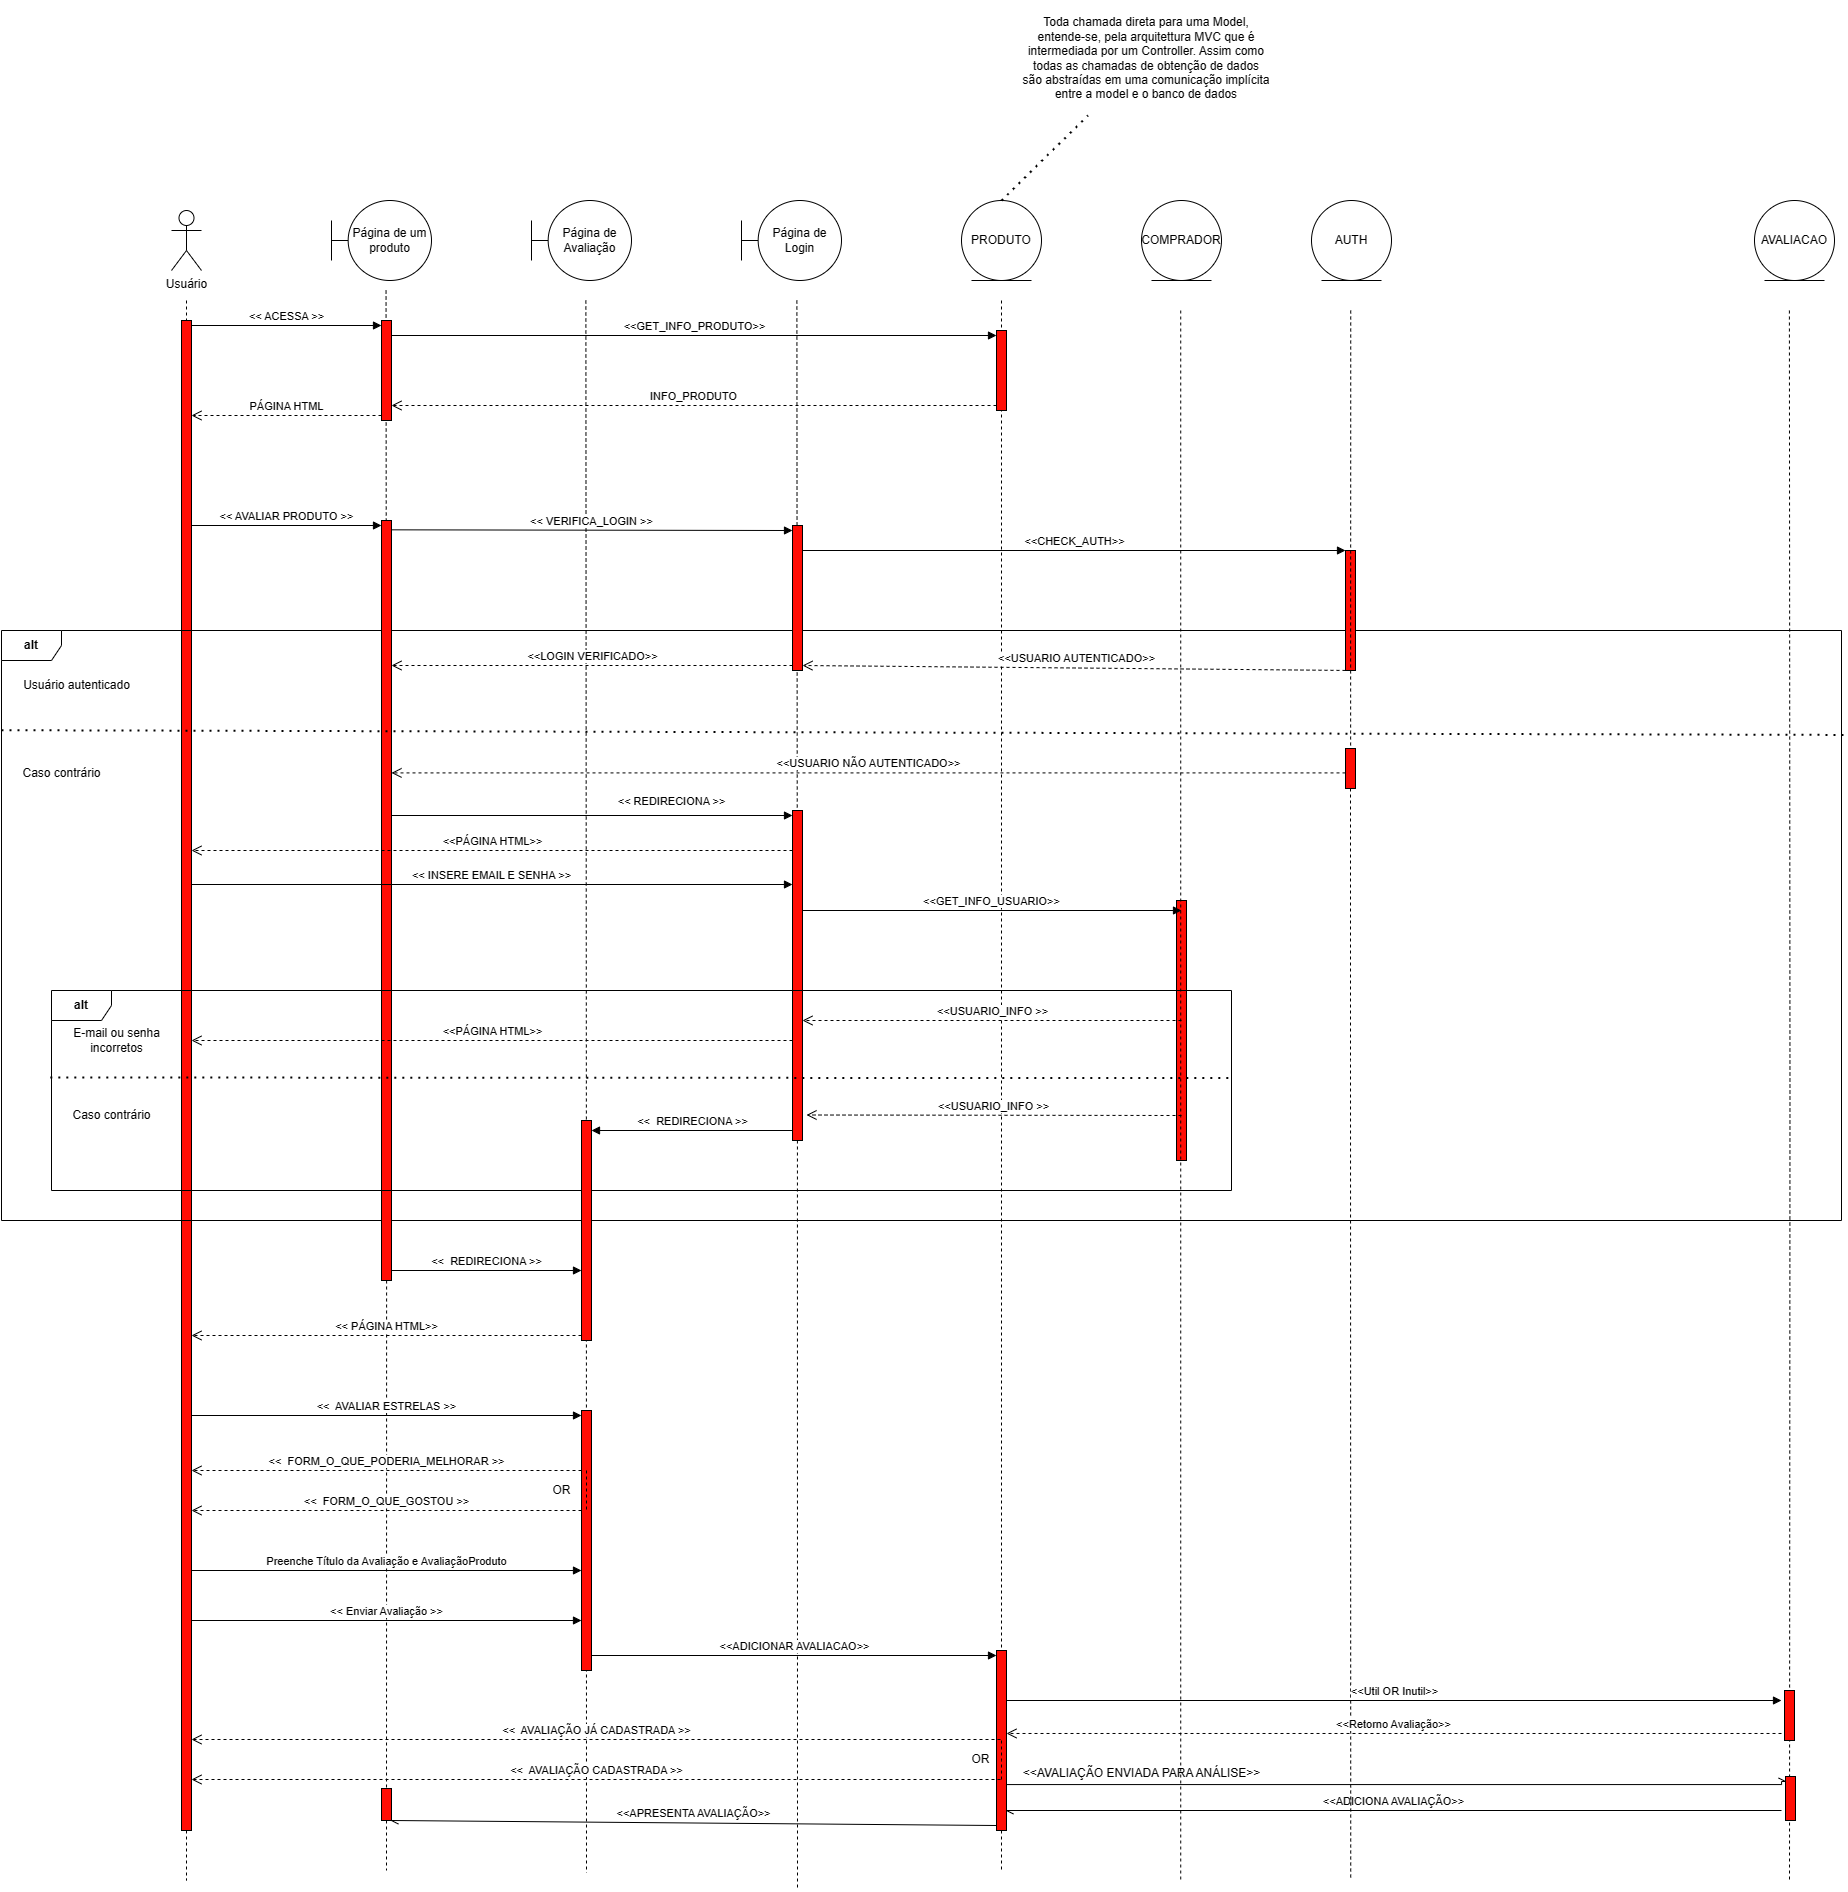 Toda chamada direta para uma Model,
entende-se, pela arquitettura MVC que é
intermediada por um Controller. Assim como
todas as chamadas de obtenção de dados
são abstraídas em uma comunicação implícita
entre a model e o banco de dados
Usuário
Página de um
produto
Página de
Avaliação
Página de
Login
PRODUTO
COMPRADOR
AUTH
AVALIACAO
<< ACESSA >>
<<GET_INFO_PRODUTO>>
INFO_PRODUTO
PÁGINA HTML
<< AVALIAR PRODUTO >>
<< VERIFICA_LOGIN >>
<<CHECK_AUTH>>
alt
<<LOGIN VERIFICADO>>
<<USUARIO AUTENTICADO>>
Usuário autenticado
Caso contrário
<<USUARIO NÃO AUTENTICADO>>
<< REDIRECIONA >>
<<PÁGINA HTML>>
<< INSERE EMAIL E SENHA >>
<<GET_INFO_USUARIO>>
alt
<<USUARIO_INFO >>
E-mail ou senha
incorretos
<<PÁGINA HTML>>
Caso contrário
<<USUARIO_INFO >>
<<  REDIRECIONA >>
<<  REDIRECIONA >>
<< PÁGINA HTML>>
<<  AVALIAR ESTRELAS >>
<<  FORM_O_QUE_PODERIA_MELHORAR >>
OR
<<  FORM_O_QUE_GOSTOU >>
Preenche Título da Avaliação e AvaliaçãoProduto
<< Enviar Avaliação >>
<<ADICIONAR AVALIACAO>>
<<Util OR Inutil>>
<<Retorno Avaliação>>
<<  AVALIAÇÃO JÁ CADASTRADA >>
OR
<<  AVALIAÇÃO CADASTRADA >>
<<AVALIAÇÃO ENVIADA PARA ANÁLISE>>
<<ADICIONA AVALIAÇÃO>>
<<APRESENTA AVALIAÇÃO>>